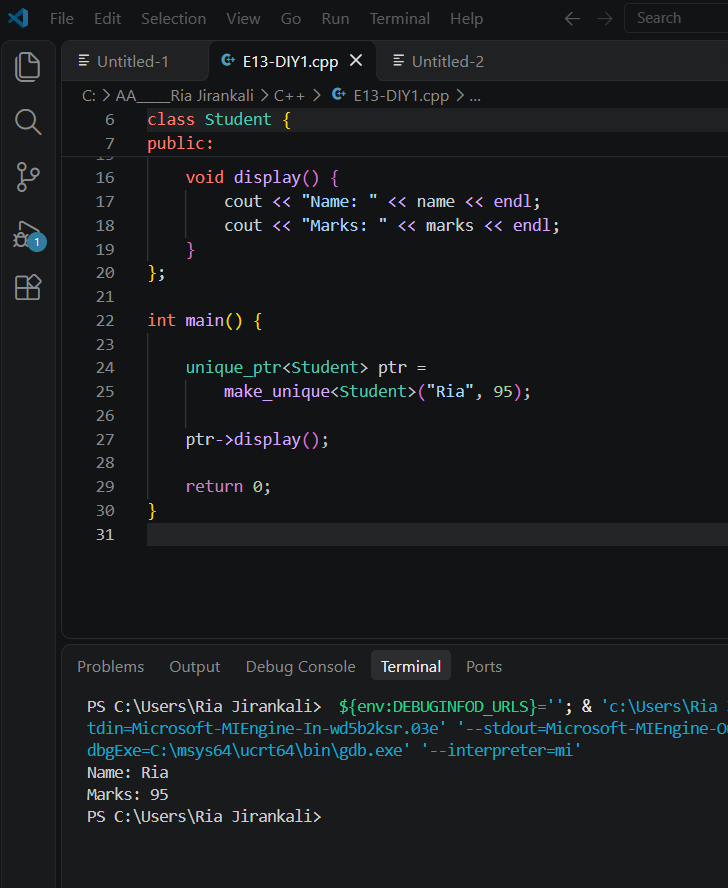 File Edit Selection View Go Run Terminal Help Search
Untitled-1 E13-DIY1.cpp Untitled-2
C: > AA____Ria Jirankali > C++ > E13-DIY1.cpp > ...
6 class Student {
7 public:
16 void display() {
17 cout << "Name: " << name << endl;
18 cout << "Marks: " << marks << endl;
19 }
20 };
21
22 int main() {
23
24 unique_ptr<Student> ptr =
25 make_unique<Student>("Ria", 95);
26
27 ptr->display();
28
29 return 0;
30 }
31
1
Problems Output Debug Console Terminal Ports
PS C:\Users\Ria Jirankali> ${env:DEBUGINFOD_URLS}=''; & 'c:\Users\Ria
tdin=Microsoft-MIEngine-In-wd5b2ksr.03e' '--stdout=Microsoft-MIEngine-O
dbgExe=C:\msys64\ucrt64\bin\gdb.exe' '--interpreter=mi'
Name: Ria
Marks: 95
PS C:\Users\Ria Jirankali>